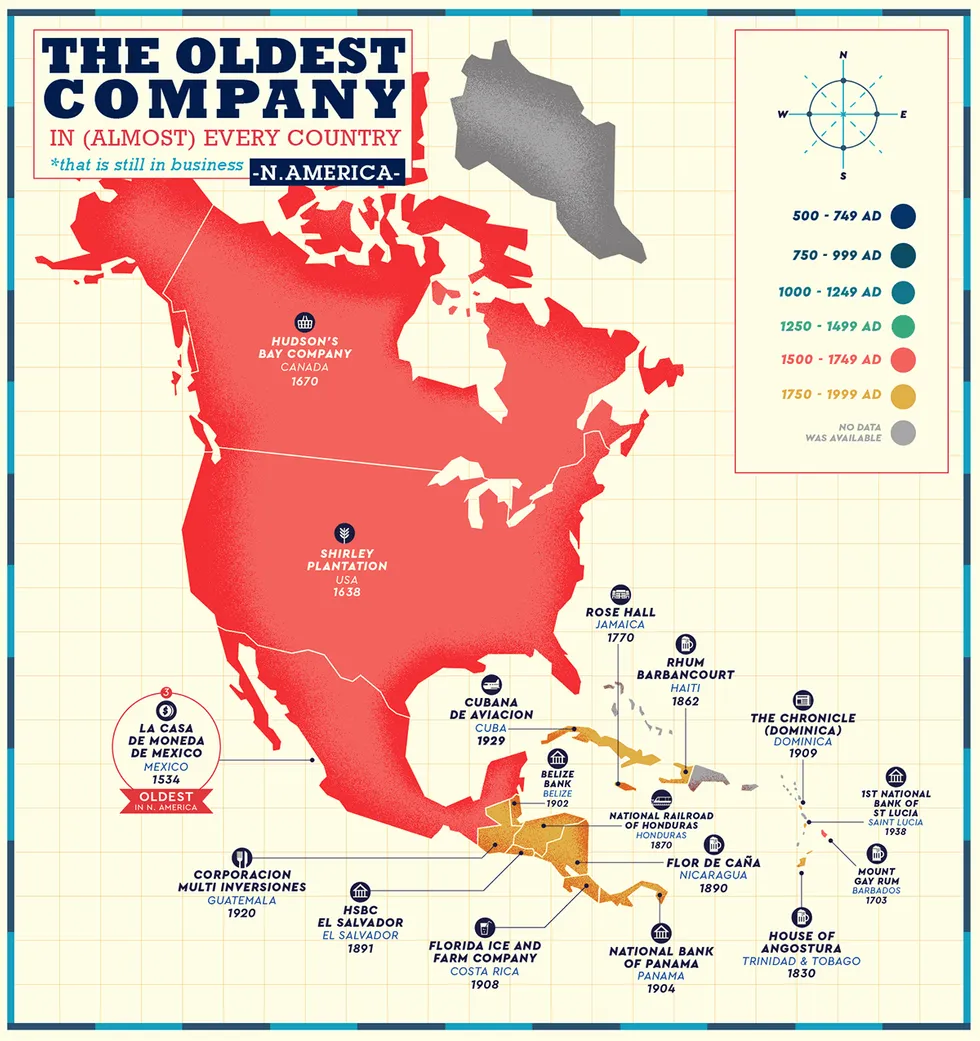 THE OLDEST
COMPANY
IN (ALMOST) EVERY COUNTRY
*that is still in business
-N.AMERICA-
N
W
E
S
500 - 749 AD
750 - 999 AD
1000 - 1249 AD
1250 - 1499 AD
1500 - 1749 AD
1750 - 1999 AD
NO DATA
WAS AVAILABLE
HUDSON'S
BAY COMPANY
CANADA
1670
SHIRLEY
PLANTATION
USA
1638
ROSE HALL
JAMAICA
1770
RHUM
BARBANCOURT
HAITI
1862
CUBANA
DE AVIACION
CUBA
1929
3
LA CASA
DE MONEDA
DE MEXICO
MEXICO
1534
OLDEST
IN N. AMERICA
THE CHRONICLE
(DOMINICA)
DOMINICA
1909
BELIZE
BANK
BELIZE
1902
1ST NATIONAL
BANK OF
ST LUCIA
SAINT LUCIA
1938
NATIONAL RAILROAD
OF HONDURAS
HONDURAS
1870
FLOR DE CAÑA
NICARAGUA
1890
MOUNT
GAY RUM
BARBADOS
1703
CORPORACION
MULTI INVERSIONES
GUATEMALA
1920
HSBC
EL SALVADOR
EL SALVADOR
1891
FLORIDA ICE AND
FARM COMPANY
COSTA RICA
1908
NATIONAL BANK
OF PANAMA
PANAMA
1904
HOUSE OF
ANGOSTURA
TRINIDAD & TOBAGO
1830